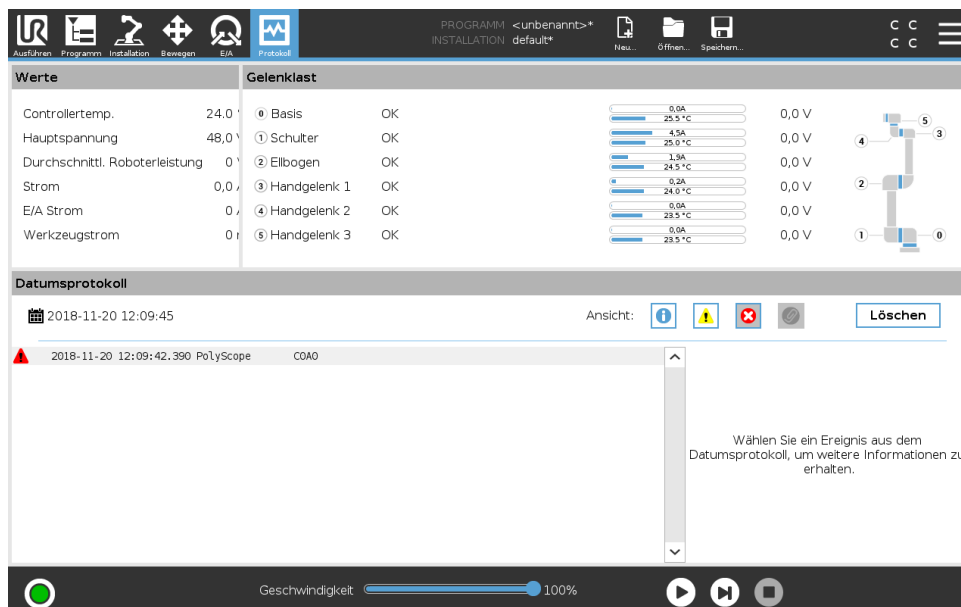 UR
PROGRAMM <unbenannt>*
INSTALLATION default*
Ausführen Programm Installation Bewegen E/A Protokoll
Neu... Öffnen... Speichern...
C C
C C
Werte
Gelenklast
Controllertemp. 24.0 °
0 Basis OK 0,0A 25.5 °C 0,0 V
Hauptspannung 48,0 V
1 Schulter OK 4,5A 25.0 °C 0,0 V
Durchschnittl. Roboterleistung 0
2 Ellbogen OK 1,9A 24.5 °C 0,0 V
Strom 0,0
3 Handgelenk 1 OK 0,2A 24.0 °C 0,0 V
E/A Strom 0
4 Handgelenk 2 OK 0,0A 23.5 °C 0,0 V
Werkzeugstrom 0
5 Handgelenk 3 OK 0,0A 23.5 °C 0,0 V
5
3
4
2
1
0
Datumsprotokoll
2018-11-20 12:09:45
Ansicht:
Löschen
2018-11-20 12:09:42.390 PolyScope C0A0
Wählen Sie ein Ereignis aus dem
Datumsprotokoll, um weitere Informationen zu
erhalten.
Geschwindigkeit 100%